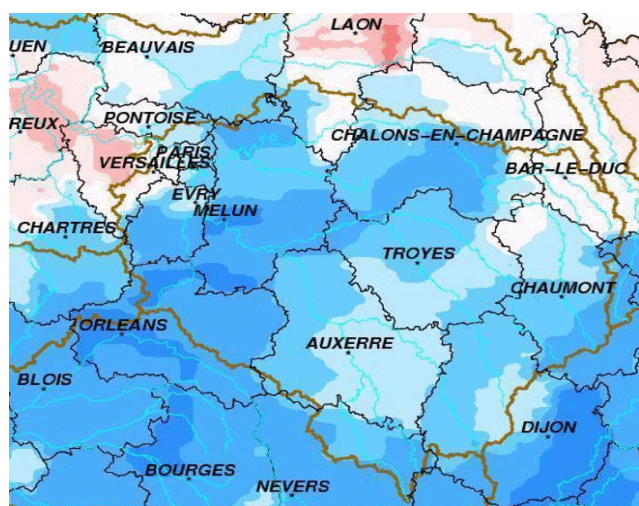 LAON
UEN
BEAUVAIS
PONTOISE
REUX
CHALONS-EN-CHAMPAGNE
PARIS
VERSAILLES
BAR-LE-DUC
EVRY
MELUN
CHARTRES
TROYES
CHAUMONT
ORLEANS
AUXERRE
BLOIS
DIJON
BOURGES
NEVERS